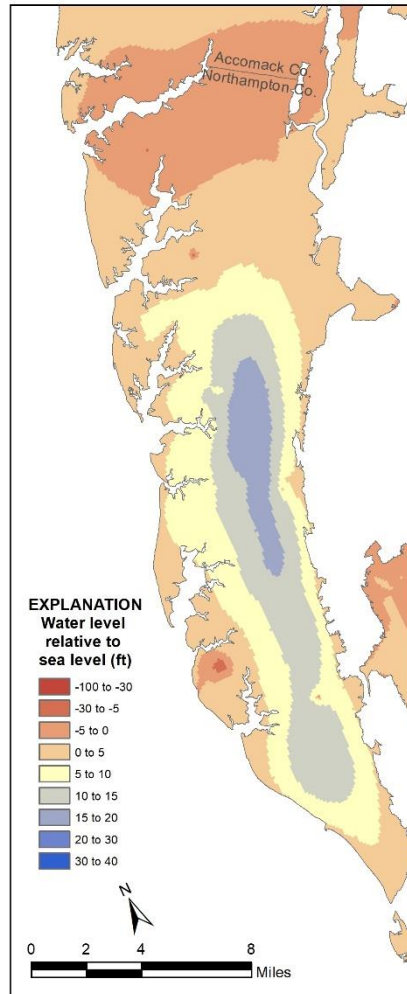 Accomack Co.
Northampton Co.
EXPLANATION
Water level
relative to
sea level (ft)
-100 to -30
-30 to -5
-5 to 0
0 to 5
5 to 10
10 to 15
15 to 20
20 to 30
30 to 40
N
0 2 4 8
Miles